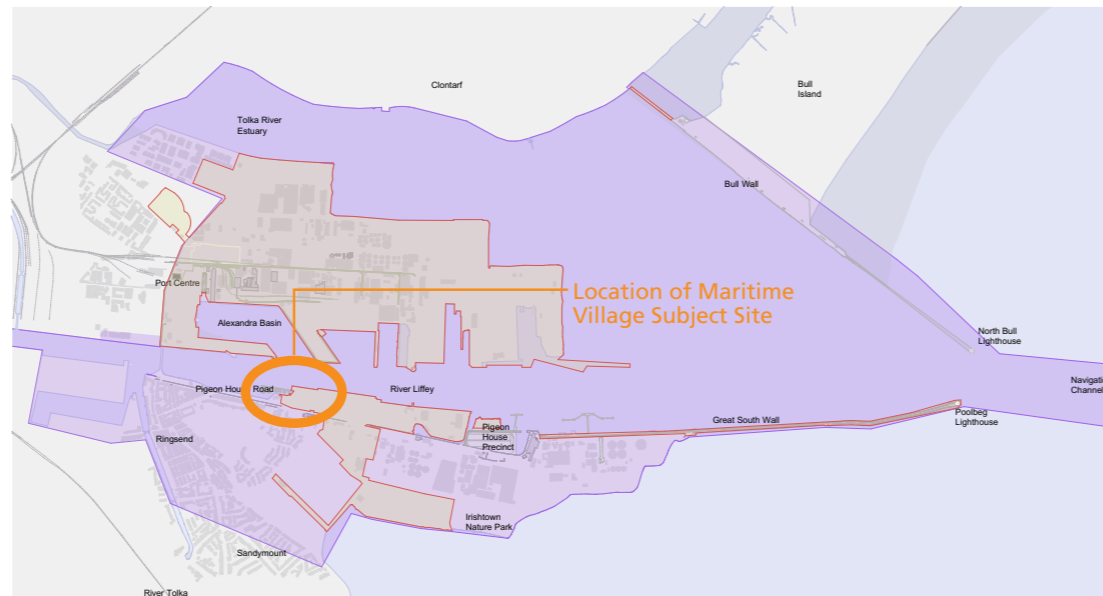 Clontarf
Bull
Island
Tolka River
Estuary
Bull Wall
Port Centre
Location of Maritime
Village Subject Site
Alexandra Basin
North Bull
Lighthouse
Navigation
Channel
Pigeon House Road
River Liffey
Poolbeg
Lighthouse
Great South Wall
Pigeon
House
Precinct
Ringsend
Irishtown
Nature Park
Sandymount
River Tolka